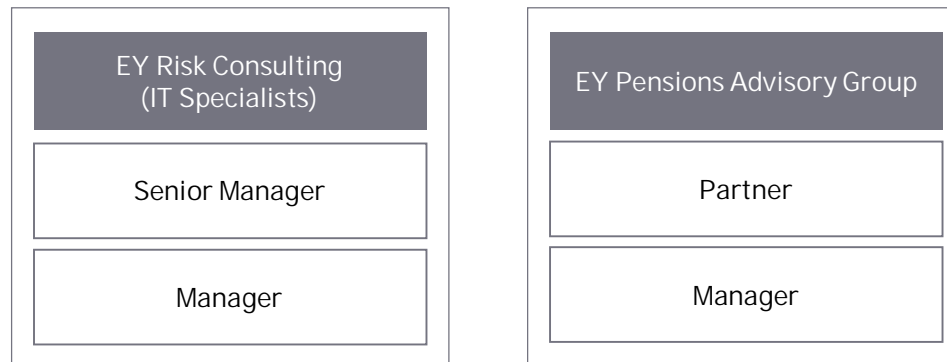 EY Risk Consulting
(IT Specialists)
Senior Manager
Manager
EY Pensions Advisory Group
Partner
Manager